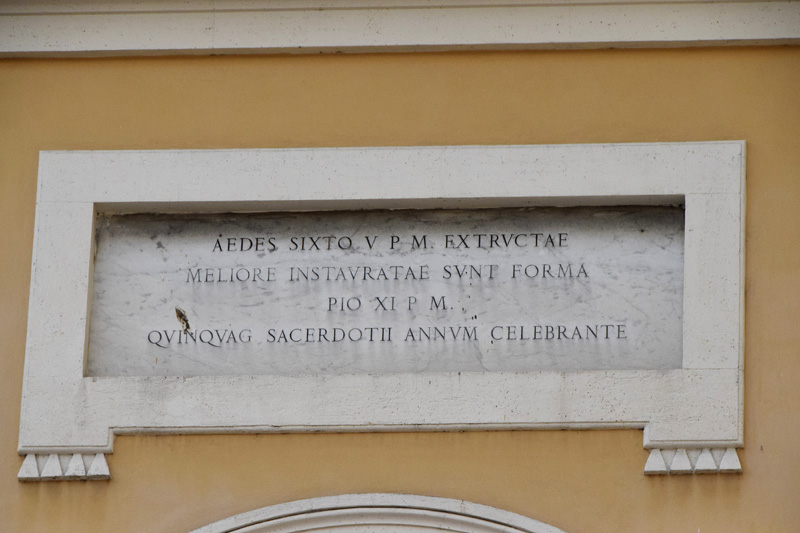 AEDES SIXTO V P M. EXTRVCTAE
MELIORE INSTAVRATAE SVNT FORMA
PIO XI P M.
QVINQVAG SACERDOTII ANNVM CELEBRANTE